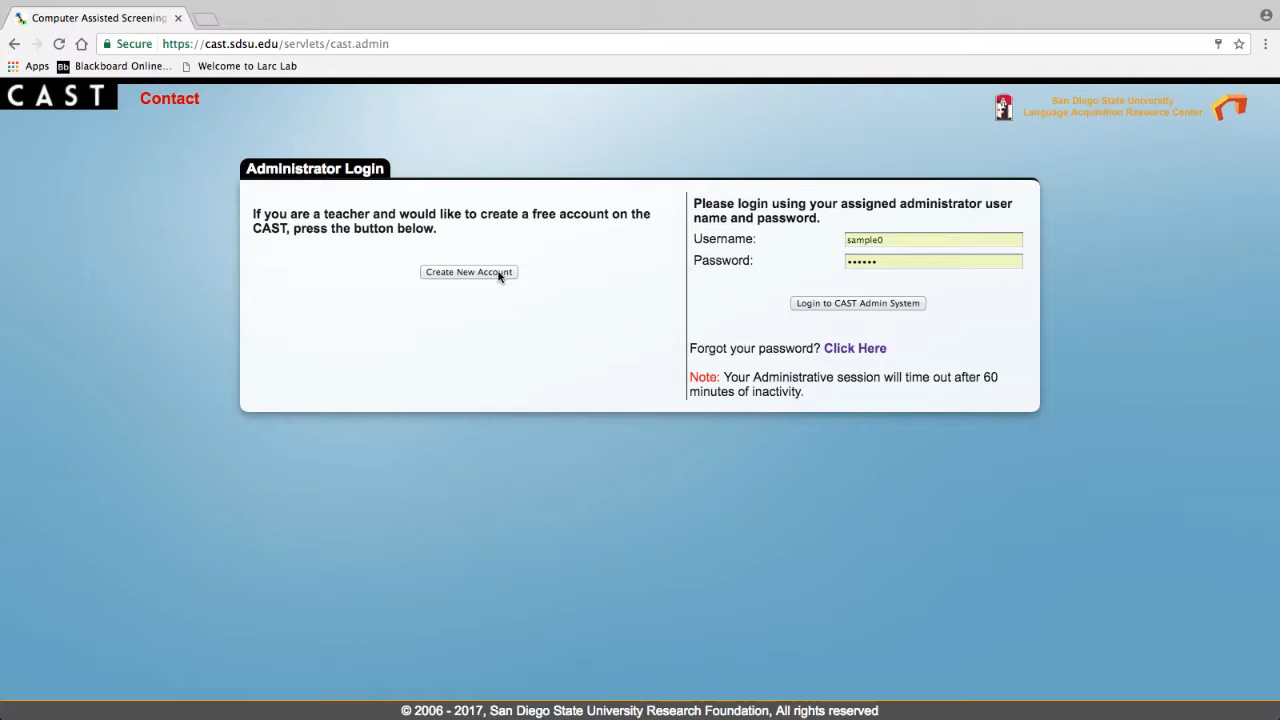 Computer Assisted Screening
Secure https://cast.sdsu.edu/servlets/cast.admin
Apps Bb Blackboard Online... Welcome to Larc Lab
CAST Contact
San Diego State University
Language Acquisition Resource Center
Administrator Login
If you are a teacher and would like to create a free account on the
CAST, press the button below.
Create New Account
Please login using your assigned administrator user
name and password.
Username: sample0
Password: ••••••
Login to CAST Admin System
Forgot your password? Click Here
Note: Your Administrative session will time out after 60
minutes of inactivity.
© 2006 - 2017, San Diego State University Research Foundation, All rights reserved